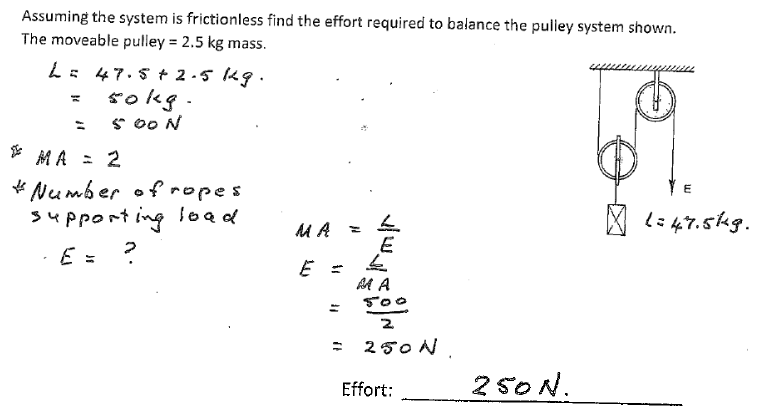 Assuming the system is frictionless find the effort required to balance the pulley system shown.
The moveable pulley = 2.5 kg mass.
L = 47.5 + 2.5 kg.
= 50 kg.
= 500 N
* MA = 2
* Number of ropes
supporting load
E = ?
MA = L/E
E = L/MA
= 500/2
= 250 N.
E
L = 47.5 kg.
Effort: 250 N.